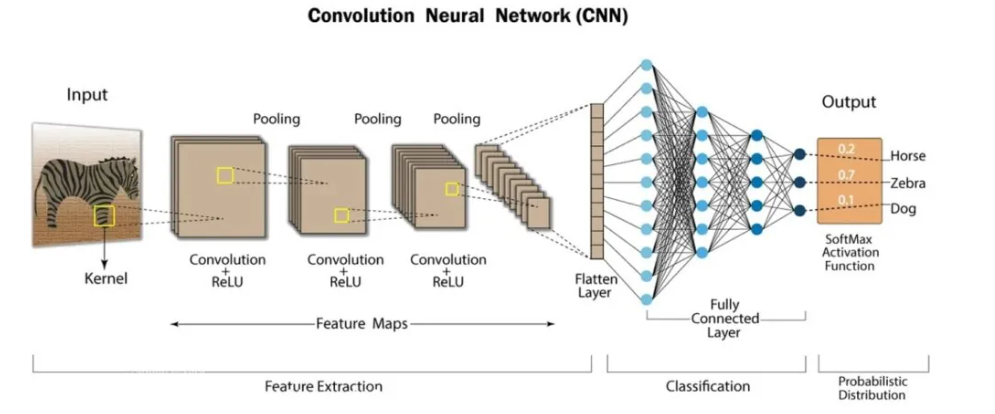 Convolution Neural Network (CNN)
Input
Pooling
Pooling
Pooling
Output
Kernel
Convolution
+
ReLU
Convolution
+
ReLU
Convolution
+
ReLU
Flatten
Layer
0.2
0.7
0.1
Horse
Zebra
Dog
SoftMax
Activation
Function
Fully
Connected
Layer
Feature Maps
Feature Extraction
Classification
Probabilistic
Distribution